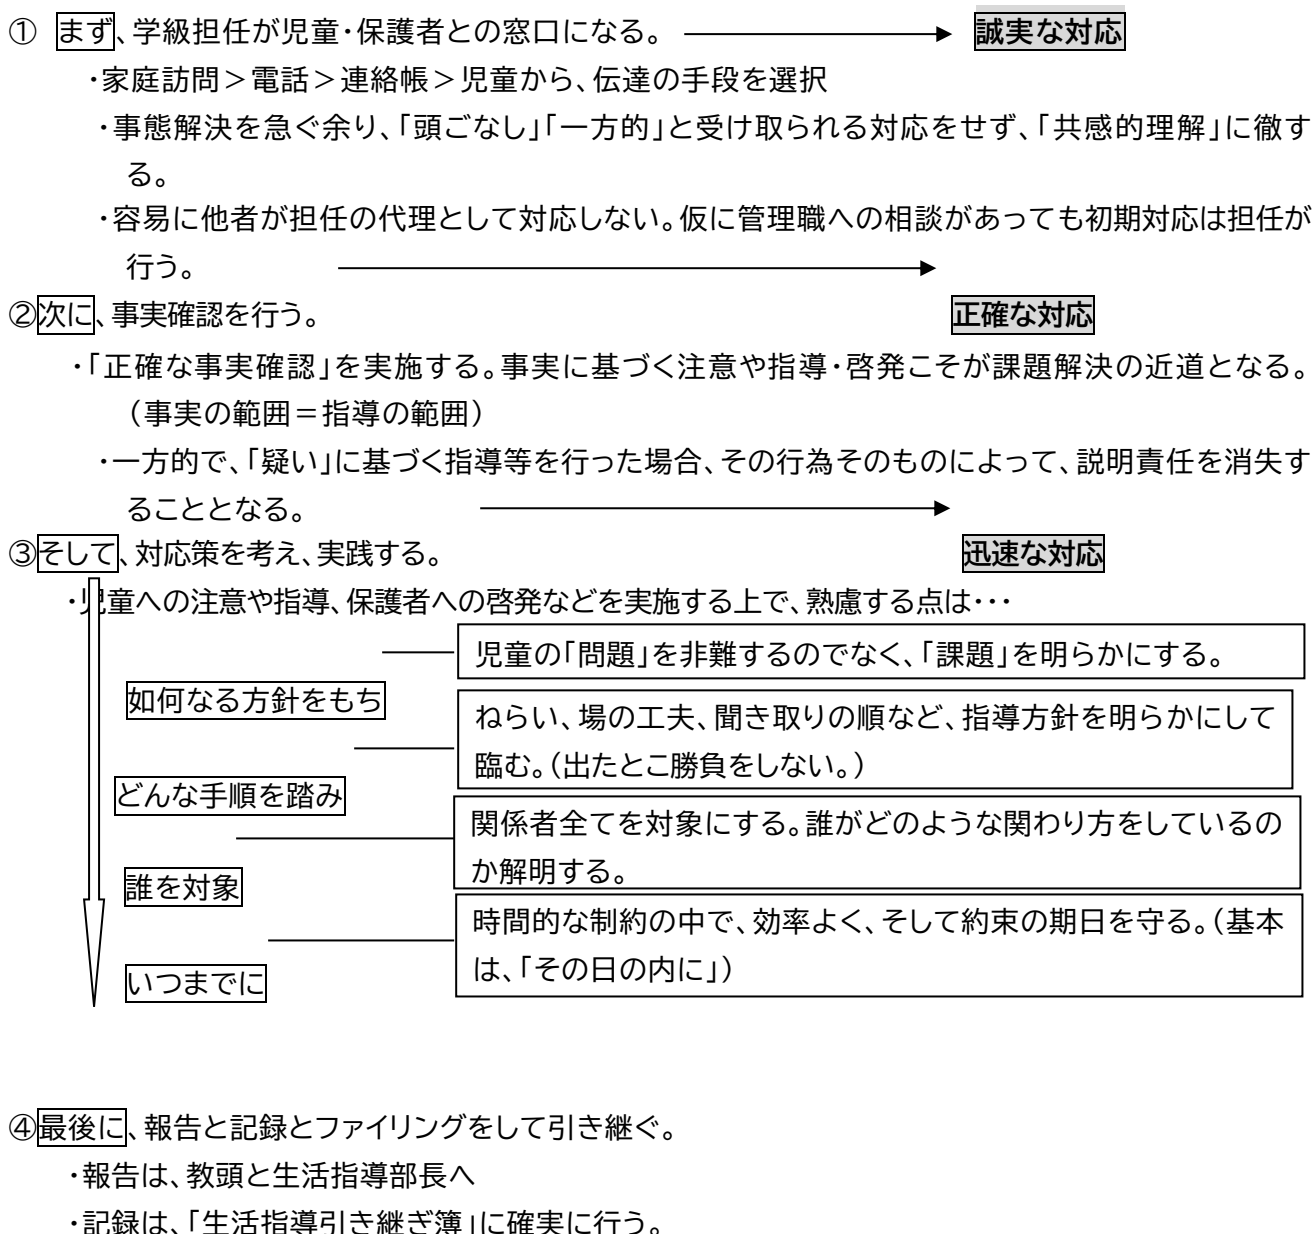 ① まず、学級担任が児童・保護者との窓口になる。 誠実な対応
・家庭訪問＞電話＞連絡帳＞児童から、伝達の手段を選択
・事態解決を急ぐ余り、「頭ごなし」「一方的」と受け取られる対応をせず、「共感的理解」に徹す
る。
・容易に他者が担任の代理として対応しない。仮に管理職への相談があっても初期対応は担任が
行う。
②次に、事実確認を行う。 正確な対応
・「正確な事実確認」を実施する。事実に基づく注意や指導・啓発こそが課題解決の近道となる。
（事実の範囲＝指導の範囲）
・一方的で、「疑い」に基づく指導等を行った場合、その行為そのものによって、説明責任を消失す
ることとなる。
③そして、対応策を考え、実践する。 迅速な対応
・児童への注意や指導、保護者への啓発などを実施する上で、熟慮する点は・・・
児童の「問題」を非難するのでなく、「課題」を明らかにする。
如何なる方針をもち
ねらい、場の工夫、聞き取りの順など、指導方針を明らかにして
臨む。（出たとこ勝負をしない。）
どんな手順を踏み
関係者全てを対象にする。誰がどのような関わり方をしているの
か解明する。
誰を対象
時間的な制約の中で、効率よく、そして約束の期日を守る。（基本
は、「その日の内に」）
いつまでに
④最後に、報告と記録とファイリングをして引き継ぐ。
・報告は、教頭と生活指導部長へ
・記録は、「生活指導引き継ぎ簿」に確実に行う。